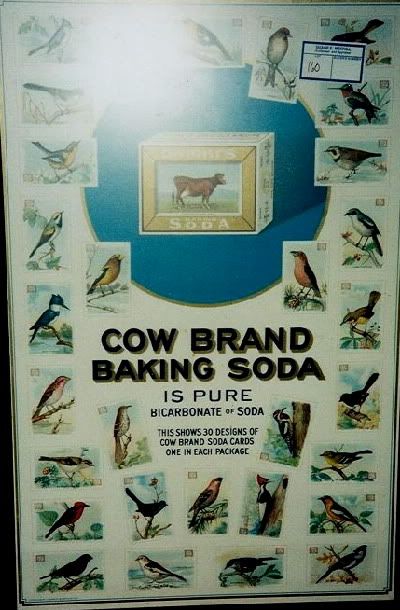 160
SODA
COW BRAND
BAKING SODA
IS PURE
BICARBONATE OF SODA
THIS SHOWS 30 DESIGNS OF
COW BRAND SODA CARDS
ONE IN EACH PACKAGE